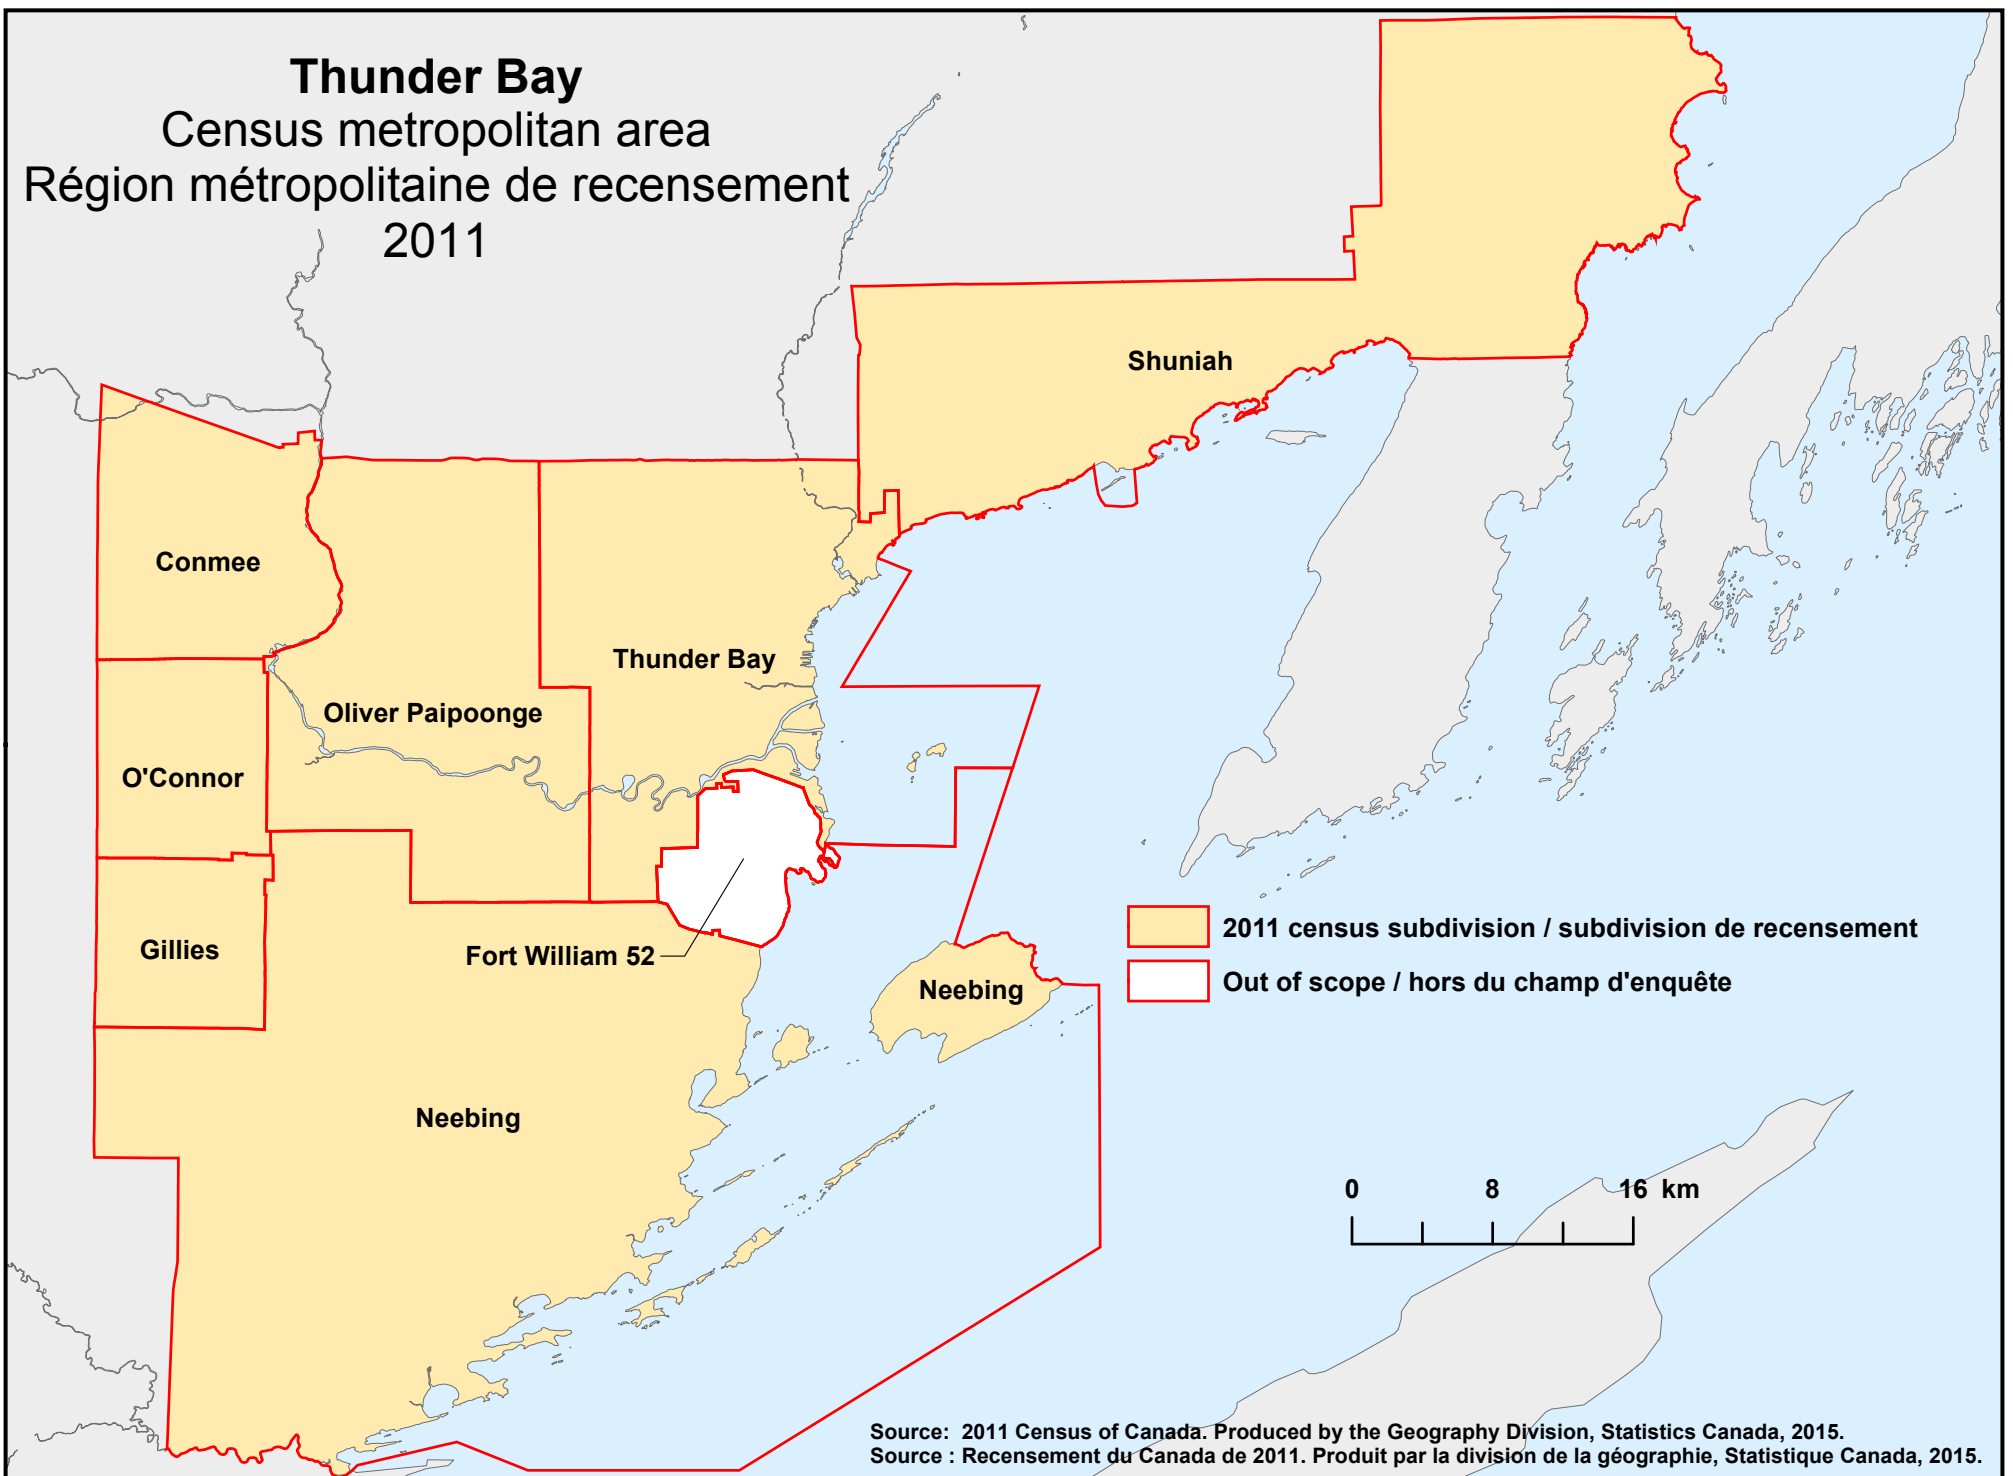 Thunder Bay
Census metropolitan area
Région métropolitaine de recensement
2011
Shuniah
Conmee
Thunder Bay
Oliver Paipoonge
O'Connor
Gillies
Fort William 52
Neebing
Neebing
2011 census subdivision / subdivision de recensement
Out of scope / hors du champ d'enquête
0 8 16 km
Source: 2011 Census of Canada. Produced by the Geography Division, Statistics Canada, 2015.
Source : Recensement du Canada de 2011. Produit par la division de la géographie, Statistique Canada, 2015.